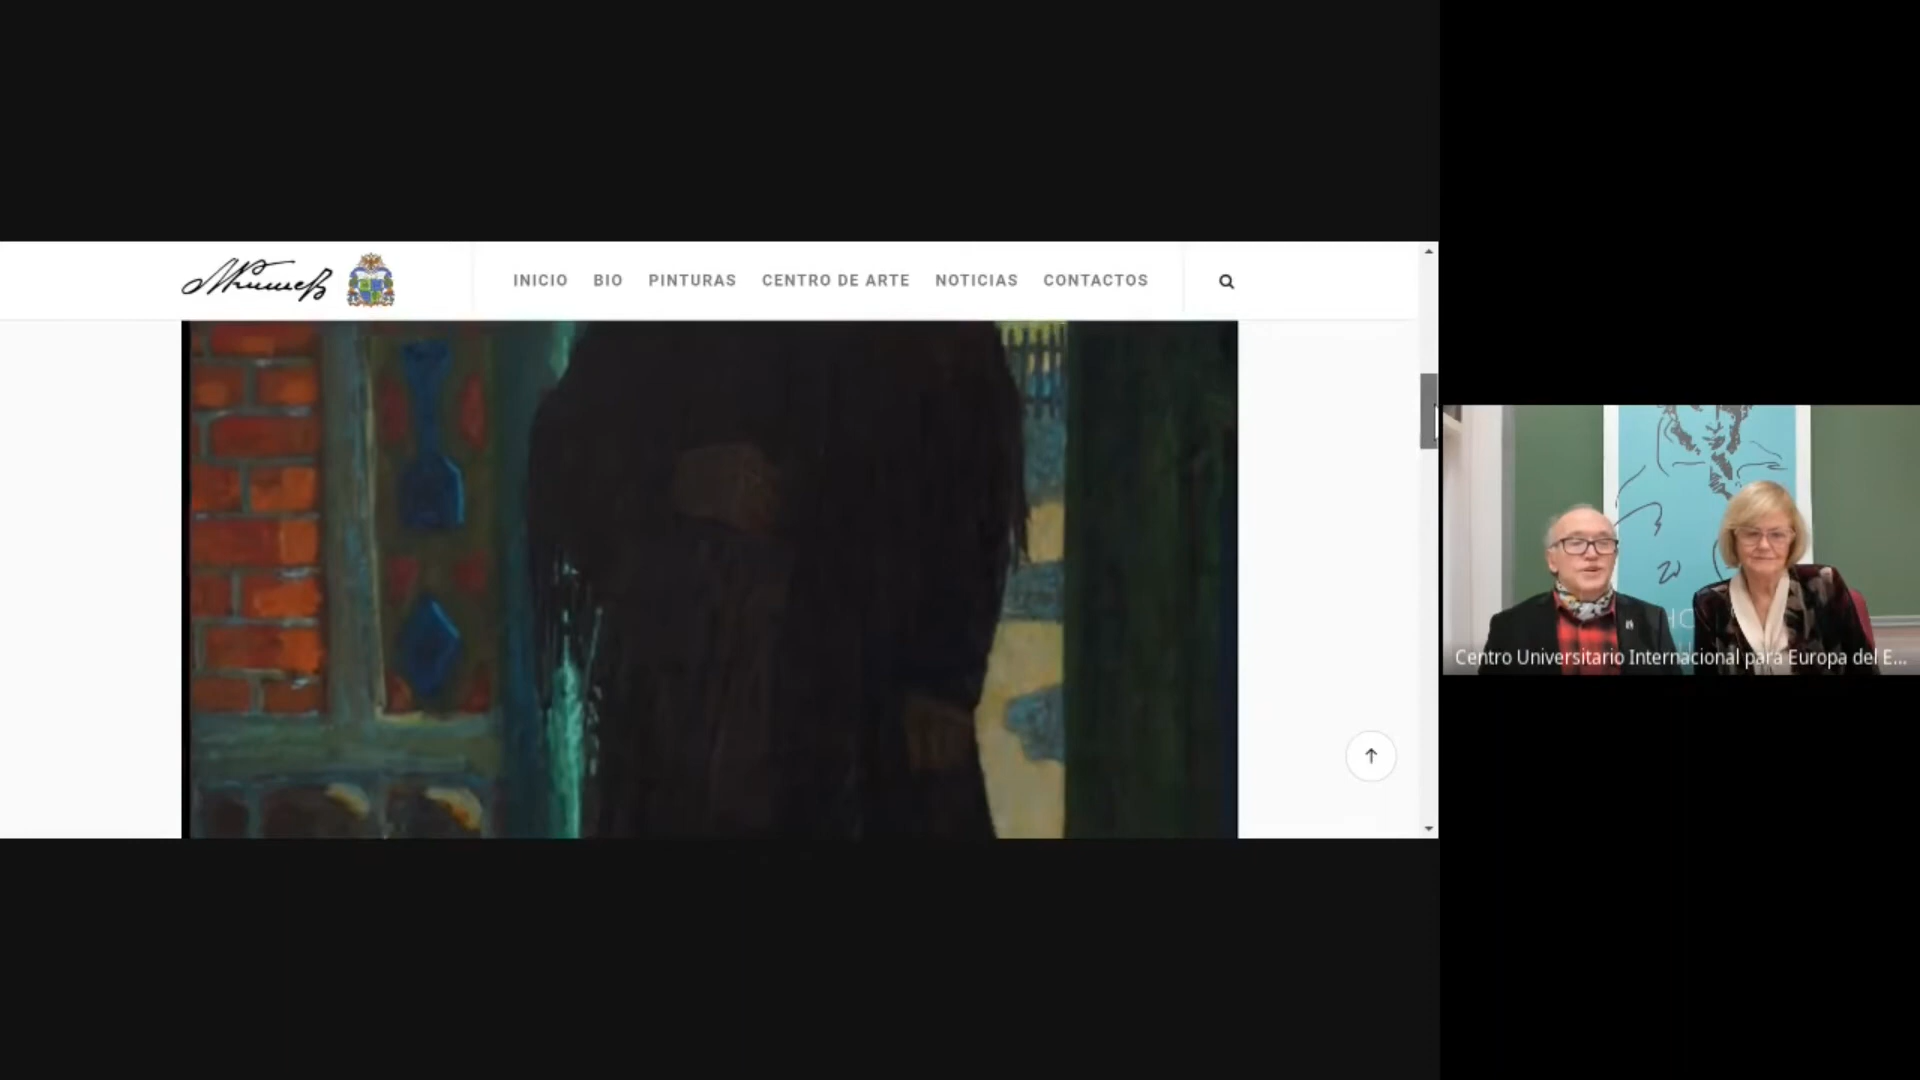 INICIO BIO PINTURAS CENTRO DE ARTE NOTICIAS CONTACTOS
Centro Universitario Internacional para Europa del E...